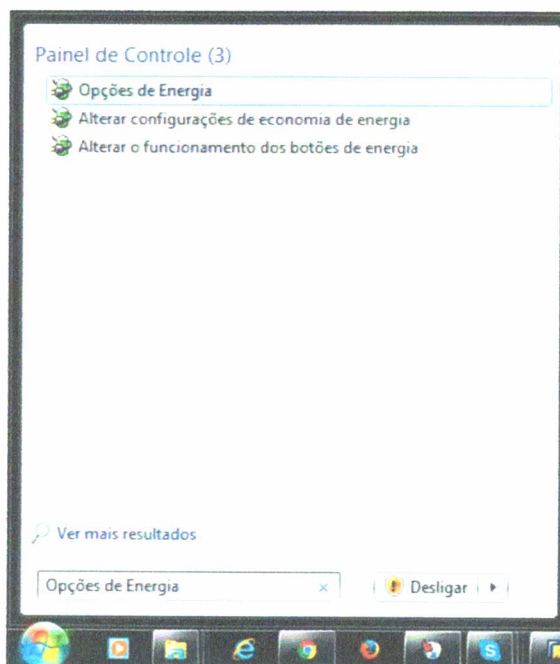 Painel de Controle (3)
Opções de Energia
Alterar configurações de economia de energia
Alterar o funcionamento dos botões de energia
Ver mais resultados
Opções de Energia
Desligar